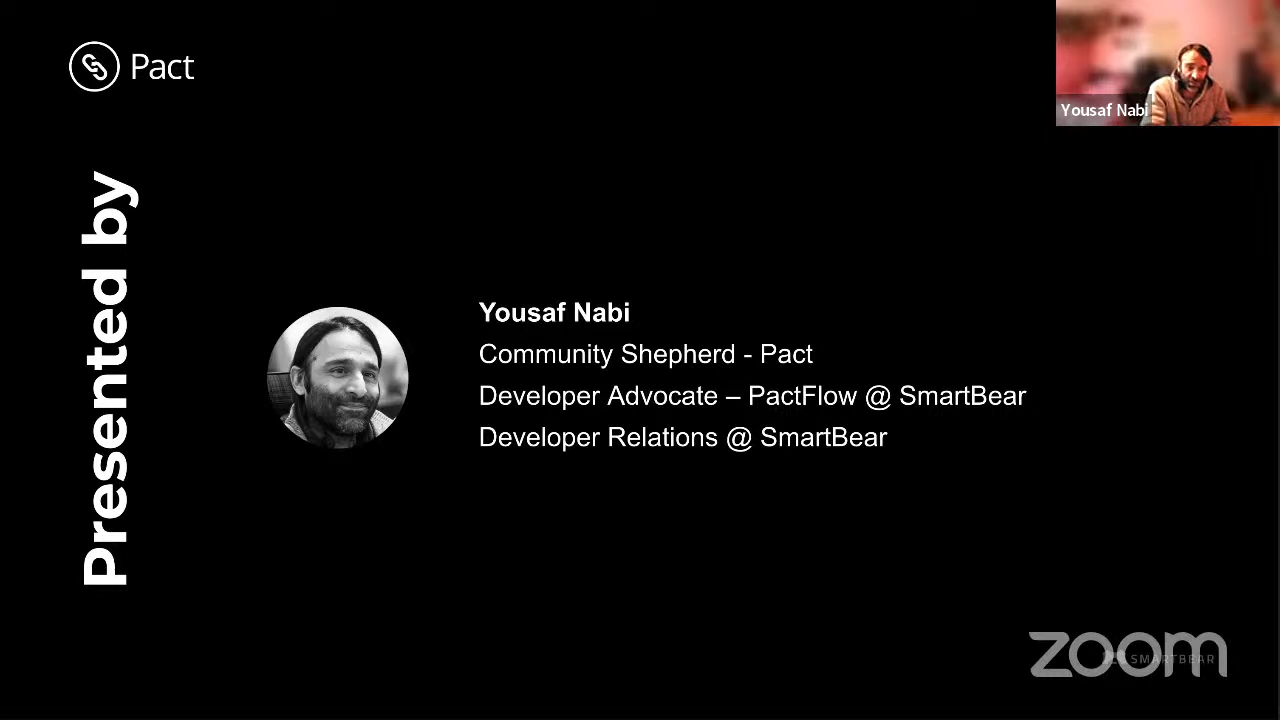 Pact
Yousaf Nabi
Presented by
Yousaf Nabi
Community Shepherd - Pact
Developer Advocate – PactFlow @ SmartBear
Developer Relations @ SmartBear
zoom
SMARTBEAR